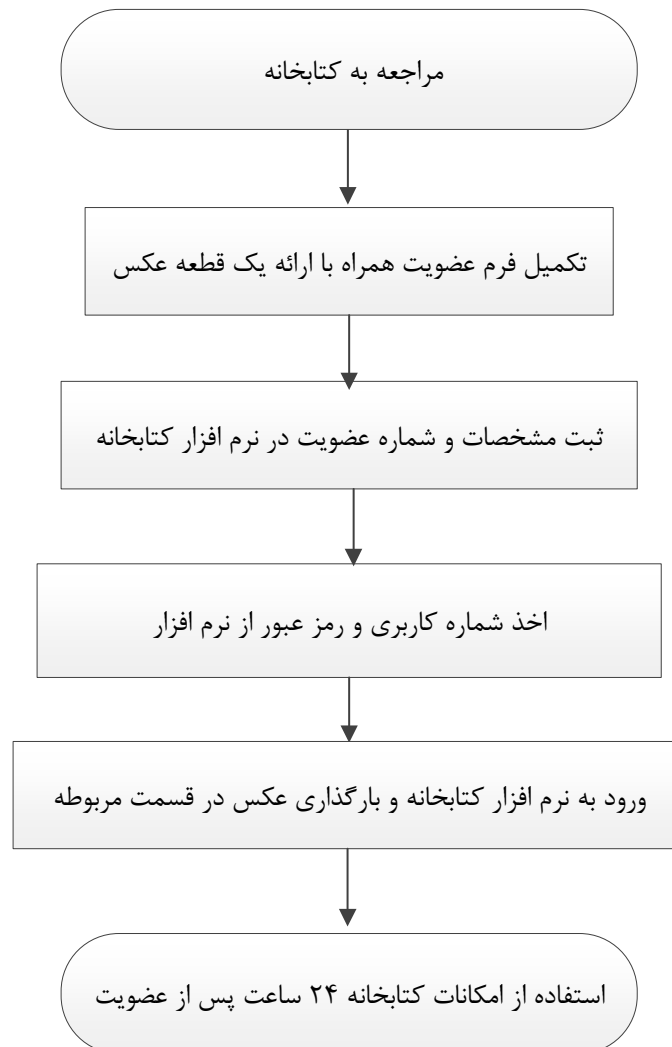 مراجعه به کتابخانه
تکمیل فرم عضویت همراه با ارائه یک قطعه عکس
ثبت مشخصات و شماره عضویت در نرم افزار کتابخانه
اخذ شماره کاربری و رمز عبور از نرم افزار
ورود به نرم افزار کتابخانه و بارگذاری عکس در قسمت مربوطه
استفاده از امکانات کتابخانه ۲۴ ساعت پس از عضویت